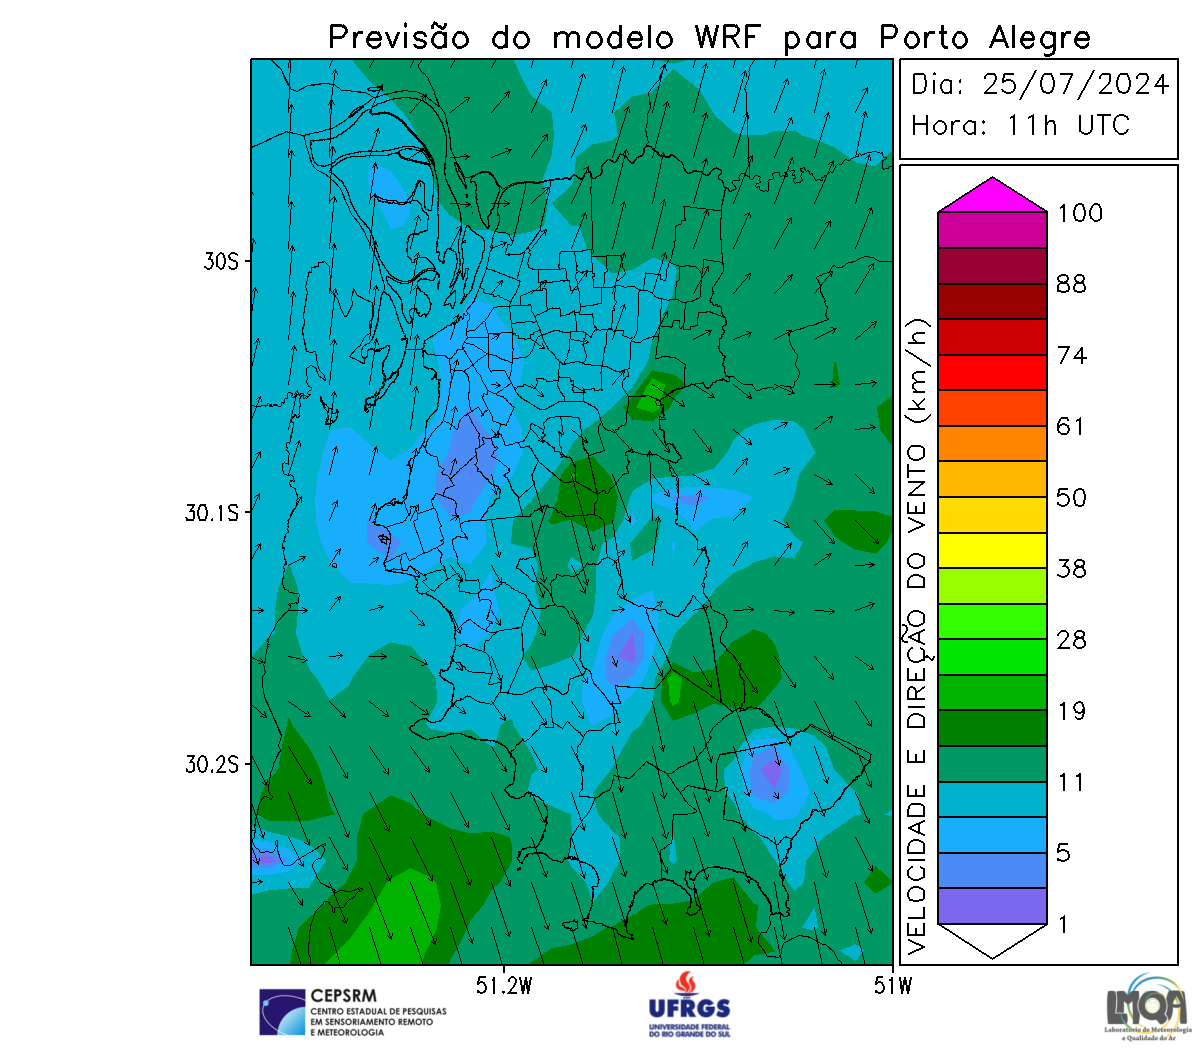 Previsão do modelo WRF para Porto Alegre
Dia: 25/07/2024
Hora: 11h UTC
30S
30.1S
30.2S
51.2W
51W
VELOCIDADE E DIREÇÃO DO VENTO (km/h)
100
88
74
61
50
38
28
19
11
5
1
CEPSRM
CENTRO ESTADUAL DE PESQUISAS
EM SENSORIAMENTO REMOTO
E METEOROLOGIA
UFRGS
UNIVERSIDADE FEDERAL
DO RIO GRANDE DO SUL
LMQA
Laboratório de Meteorologia
e Qualidade do Ar